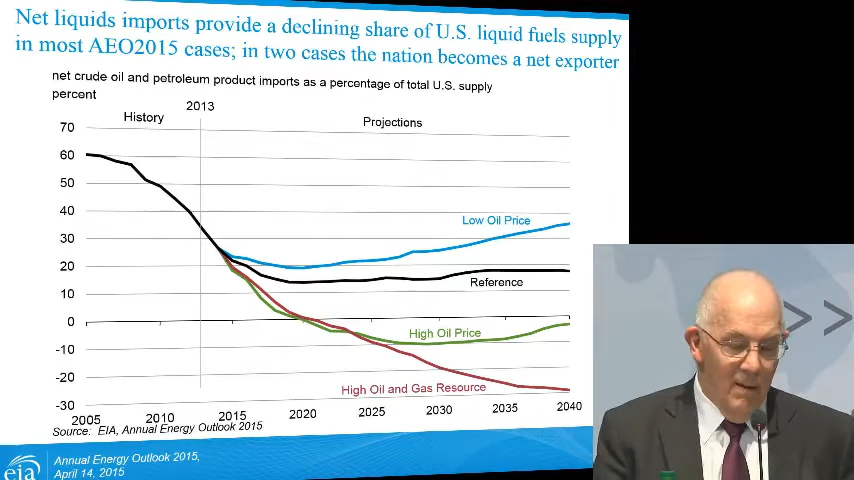 Net liquids imports provide a declining share of U.S. liquid fuels supply
in most AEO2015 cases; in two cases the nation becomes a net exporter
net crude oil and petroleum product imports as a percentage of total U.S. supply
percent
2013
History
Projections
70
60
50
40
30
20
10
0
-10
-20
-30
Low Oil Price
Reference
High Oil Price
High Oil and Gas Resource
2005
2010
2015
2020
2025
2030
2035
2040
Source: EIA, Annual Energy Outlook 2015
eia
Annual Energy Outlook 2015,
April 14, 2015